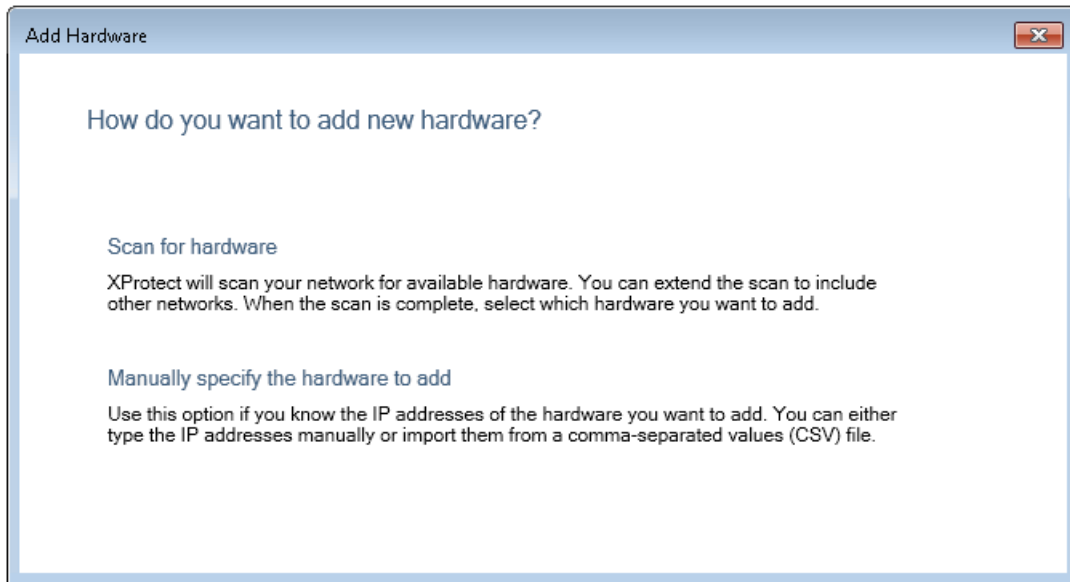 Add Hardware
How do you want to add new hardware?
Scan for hardware
XProtect will scan your network for available hardware. You can extend the scan to include
other networks. When the scan is complete, select which hardware you want to add.
Manually specify the hardware to add
Use this option if you know the IP addresses of the hardware you want to add. You can either
type the IP addresses manually or import them from a comma-separated values (CSV) file.